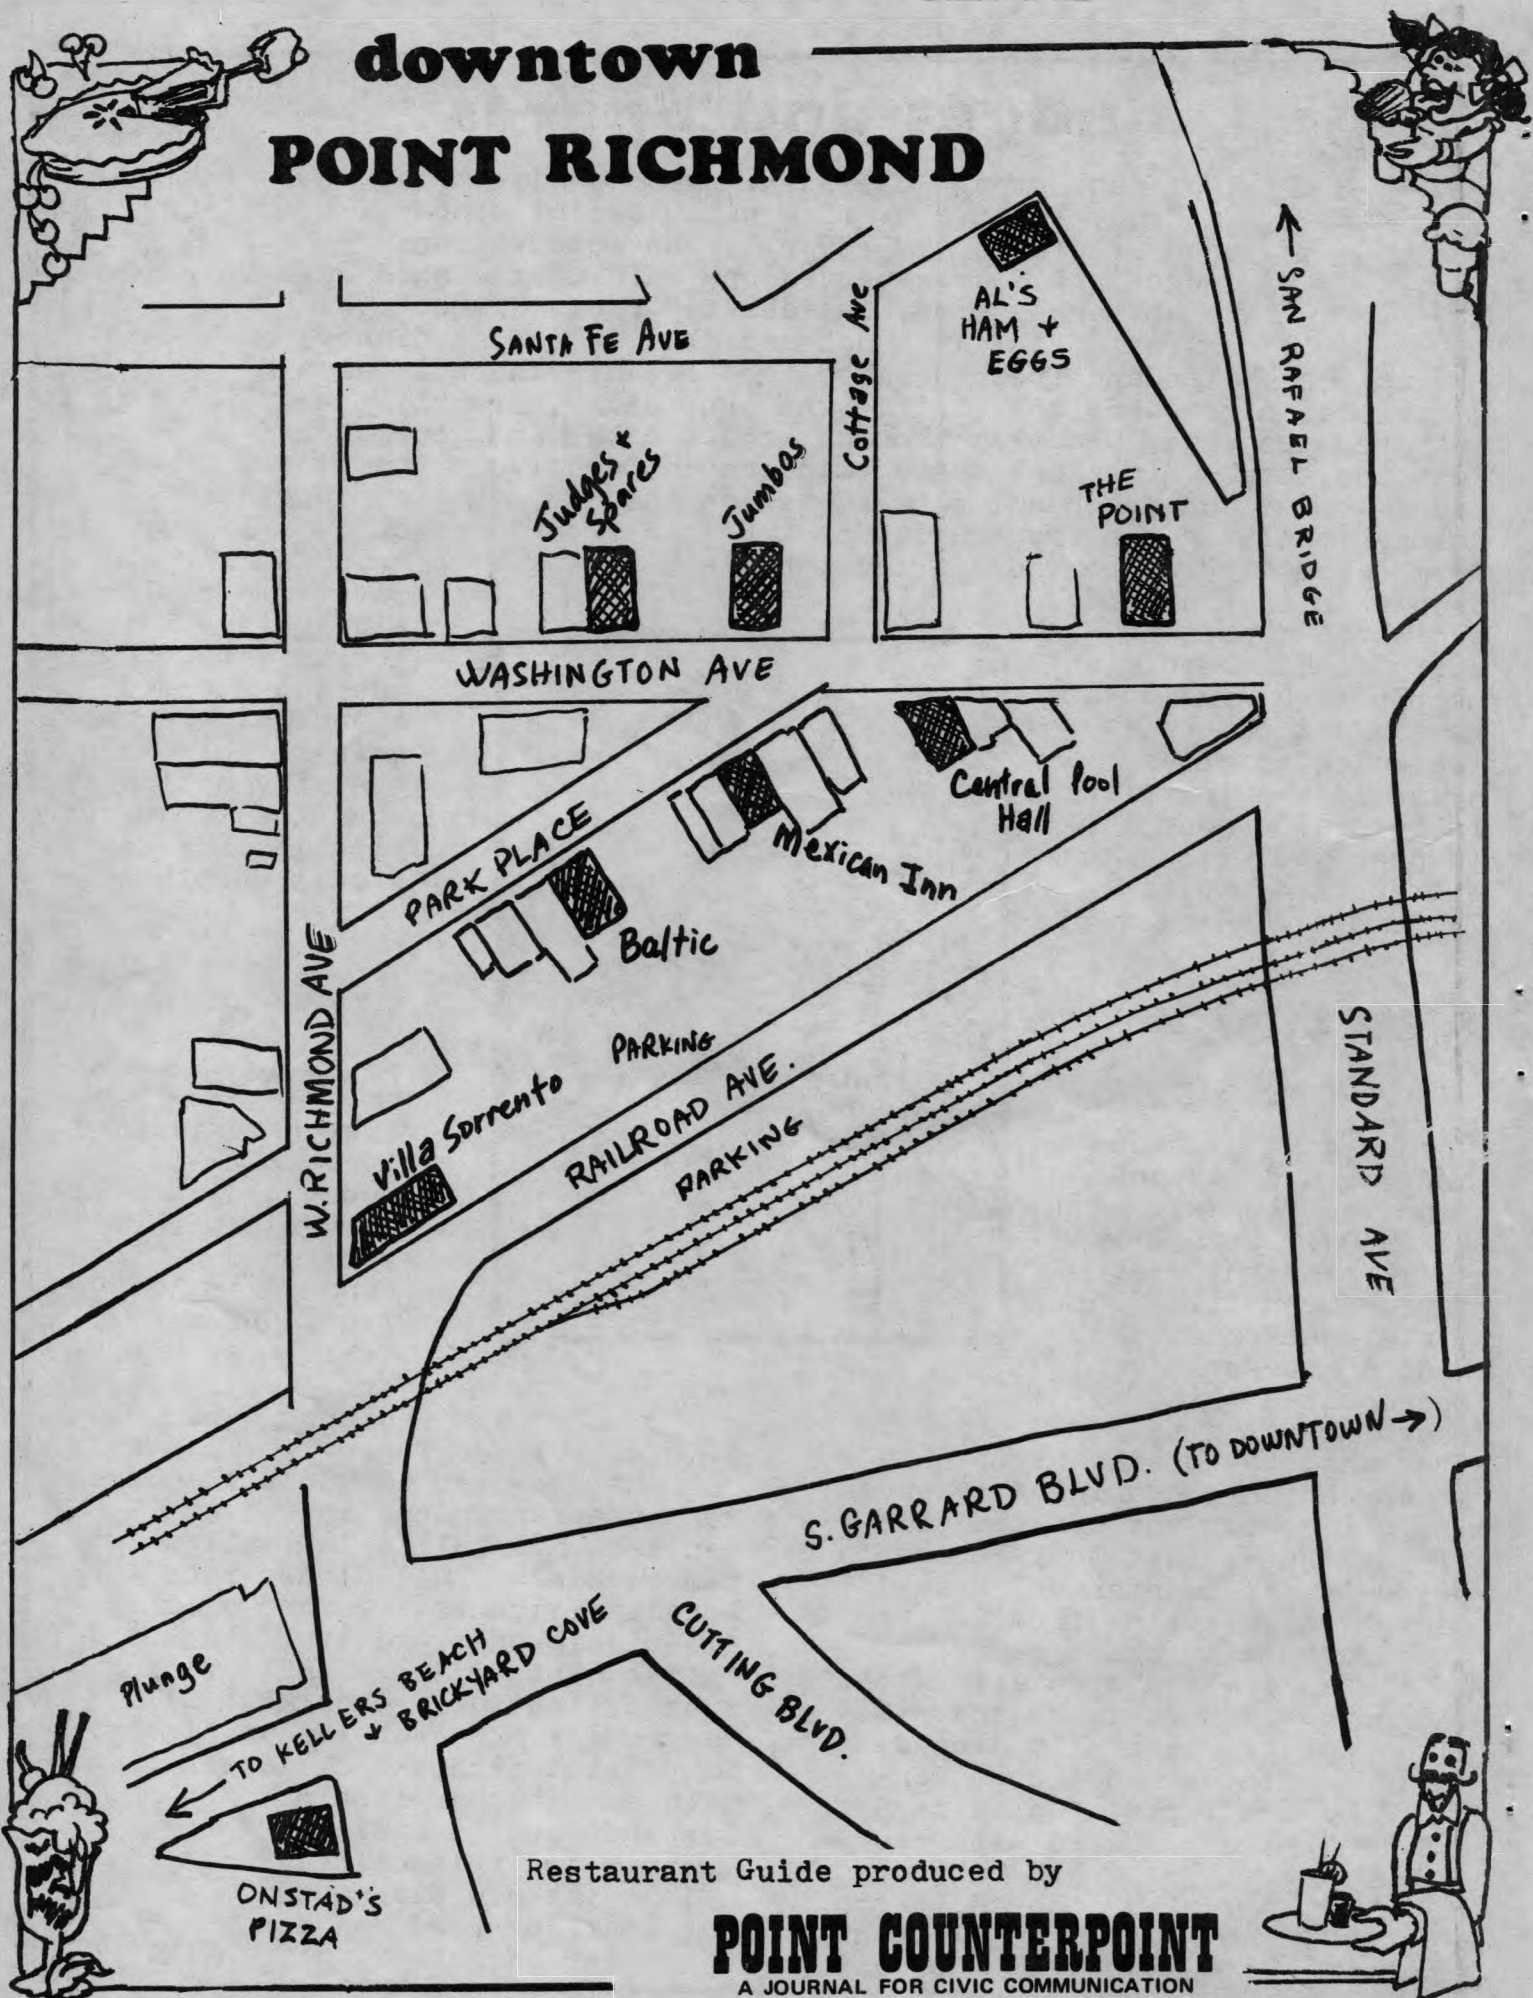 downtown
POINT RICHMOND
AL'S
HAM +
EGGS
← SAN RAFAEL BRIDGE
SANTA FE AVE
Cottage Ave
Judges +
Spares
Jumbos
THE
POINT
WASHINGTON AVE
Central Pool
Hall
Mexican Inn
PARK PLACE
Baltic
W. RICHMOND AVE
PARKING
Villa Sorrento
RAILROAD AVE.
PARKING
STANDARD AVE
S. GARRARD BLVD. (TO DOWNTOWN →)
Plunge
← TO KELLERS BEACH
+ BRICKYARD COVE
CUTTING BLVD.
ONSTAD'S
PIZZA
Restaurant Guide produced by
POINT COUNTERPOINT
A JOURNAL FOR CIVIC COMMUNICATION